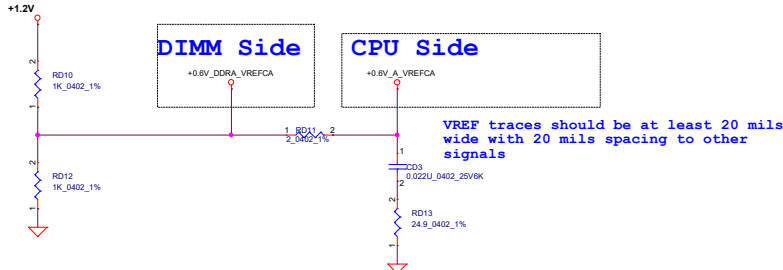 +1.2V
DIMM Side
CPU Side
+0.6V_DDRA_VREFCA
+0.6V_A_VREFCA
2
RD10
1K_0402_1%
1
1
RD11
2
2_0402_1%
VREF traces should be at least 20 mils
wide with 20 mils spacing to other
signals
2
RD12
1K_0402_1%
1
1
CD3
0.022U_0402_25V6K
2
2
RD13
24.9_0402_1%
1